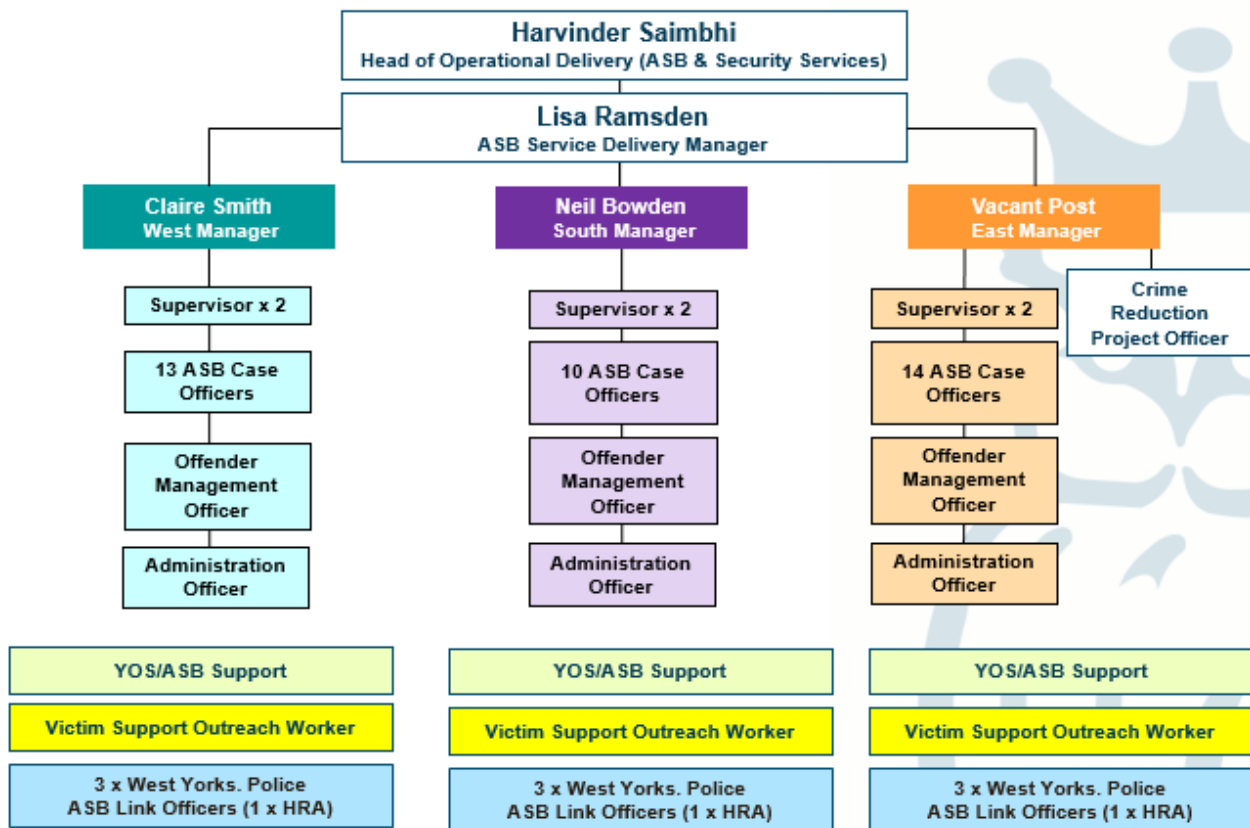 Harvinder Saimbhi
Head of Operational Delivery (ASB & Security Services)
Lisa Ramsden
ASB Service Delivery Manager
Claire Smith
West Manager
Neil Bowden
South Manager
Vacant Post
East Manager
Crime
Reduction
Project Officer
Supervisor x 2
Supervisor x 2
Supervisor x 2
13 ASB Case
Officers
10 ASB Case
Officers
14 ASB Case
Officers
Offender
Management
Officer
Offender
Management
Officer
Offender
Management
Officer
Administration
Officer
Administration
Officer
Administration
Officer
YOS/ASB Support
YOS/ASB Support
YOS/ASB Support
Victim Support Outreach Worker
Victim Support Outreach Worker
Victim Support Outreach Worker
3 x West Yorks. Police
ASB Link Officers (1 x HRA)
3 x West Yorks. Police
ASB Link Officers (1 x HRA)
3 x West Yorks. Police
ASB Link Officers (1 x HRA)